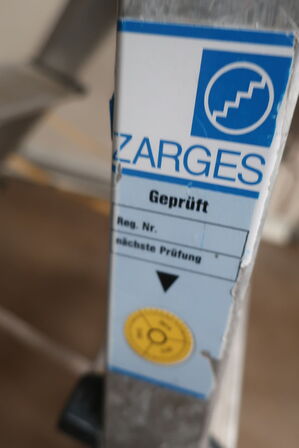 ZARGES
Geprüft
Reg. Nr.
nächste Prüfung